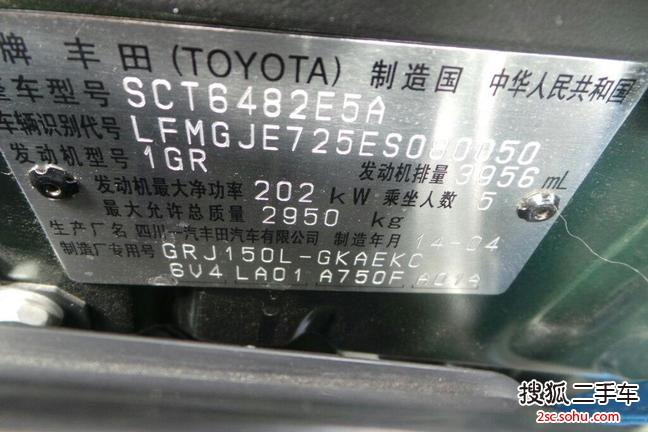 牌 丰田(TOYOTA) 制造国 中华人民共和国
整车型号 SCT6482E5A
车辆识别代号 LFMGJE725ES080050
发动机型号 1GR 发动机排量 3956 mL
发动机最大净功率 202 kW 乘坐人数 5
最大允许总质量 2950 kg
生产厂名 四川一汽丰田汽车有限公司 制造年月 14-04
制造厂专用号 GRJ150L-GKAEKC
6V4 LA01 A750F A01A
搜狐二手车
2sc.sohu.com